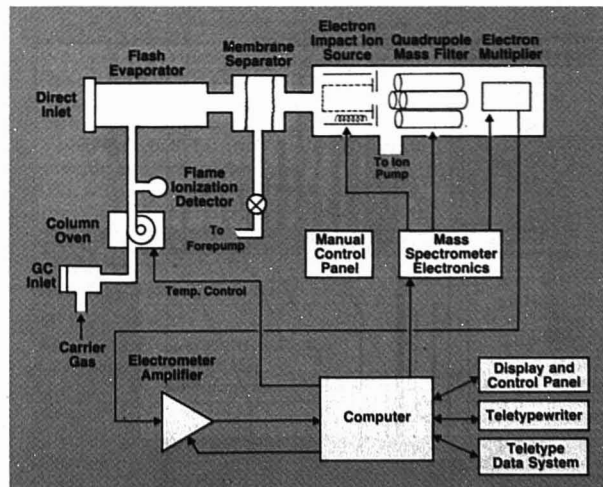 Electron
Impact Ion
Source
Quadrupole
Mass Filter
Electron
Multiplier
Membrane
Separator
Flash
Evaporator
Direct
Inlet
To Ion
Pump
Flame
Ionization
Detector
Column
Oven
To
Forepump
Manual
Control
Panel
Mass
Spectrometer
Electronics
GC
Inlet
Temp. Control
Carrier
Gas
Electrometer
Amplifier
Computer
Display and
Control Panel
Teletypewriter
Teletype
Data System